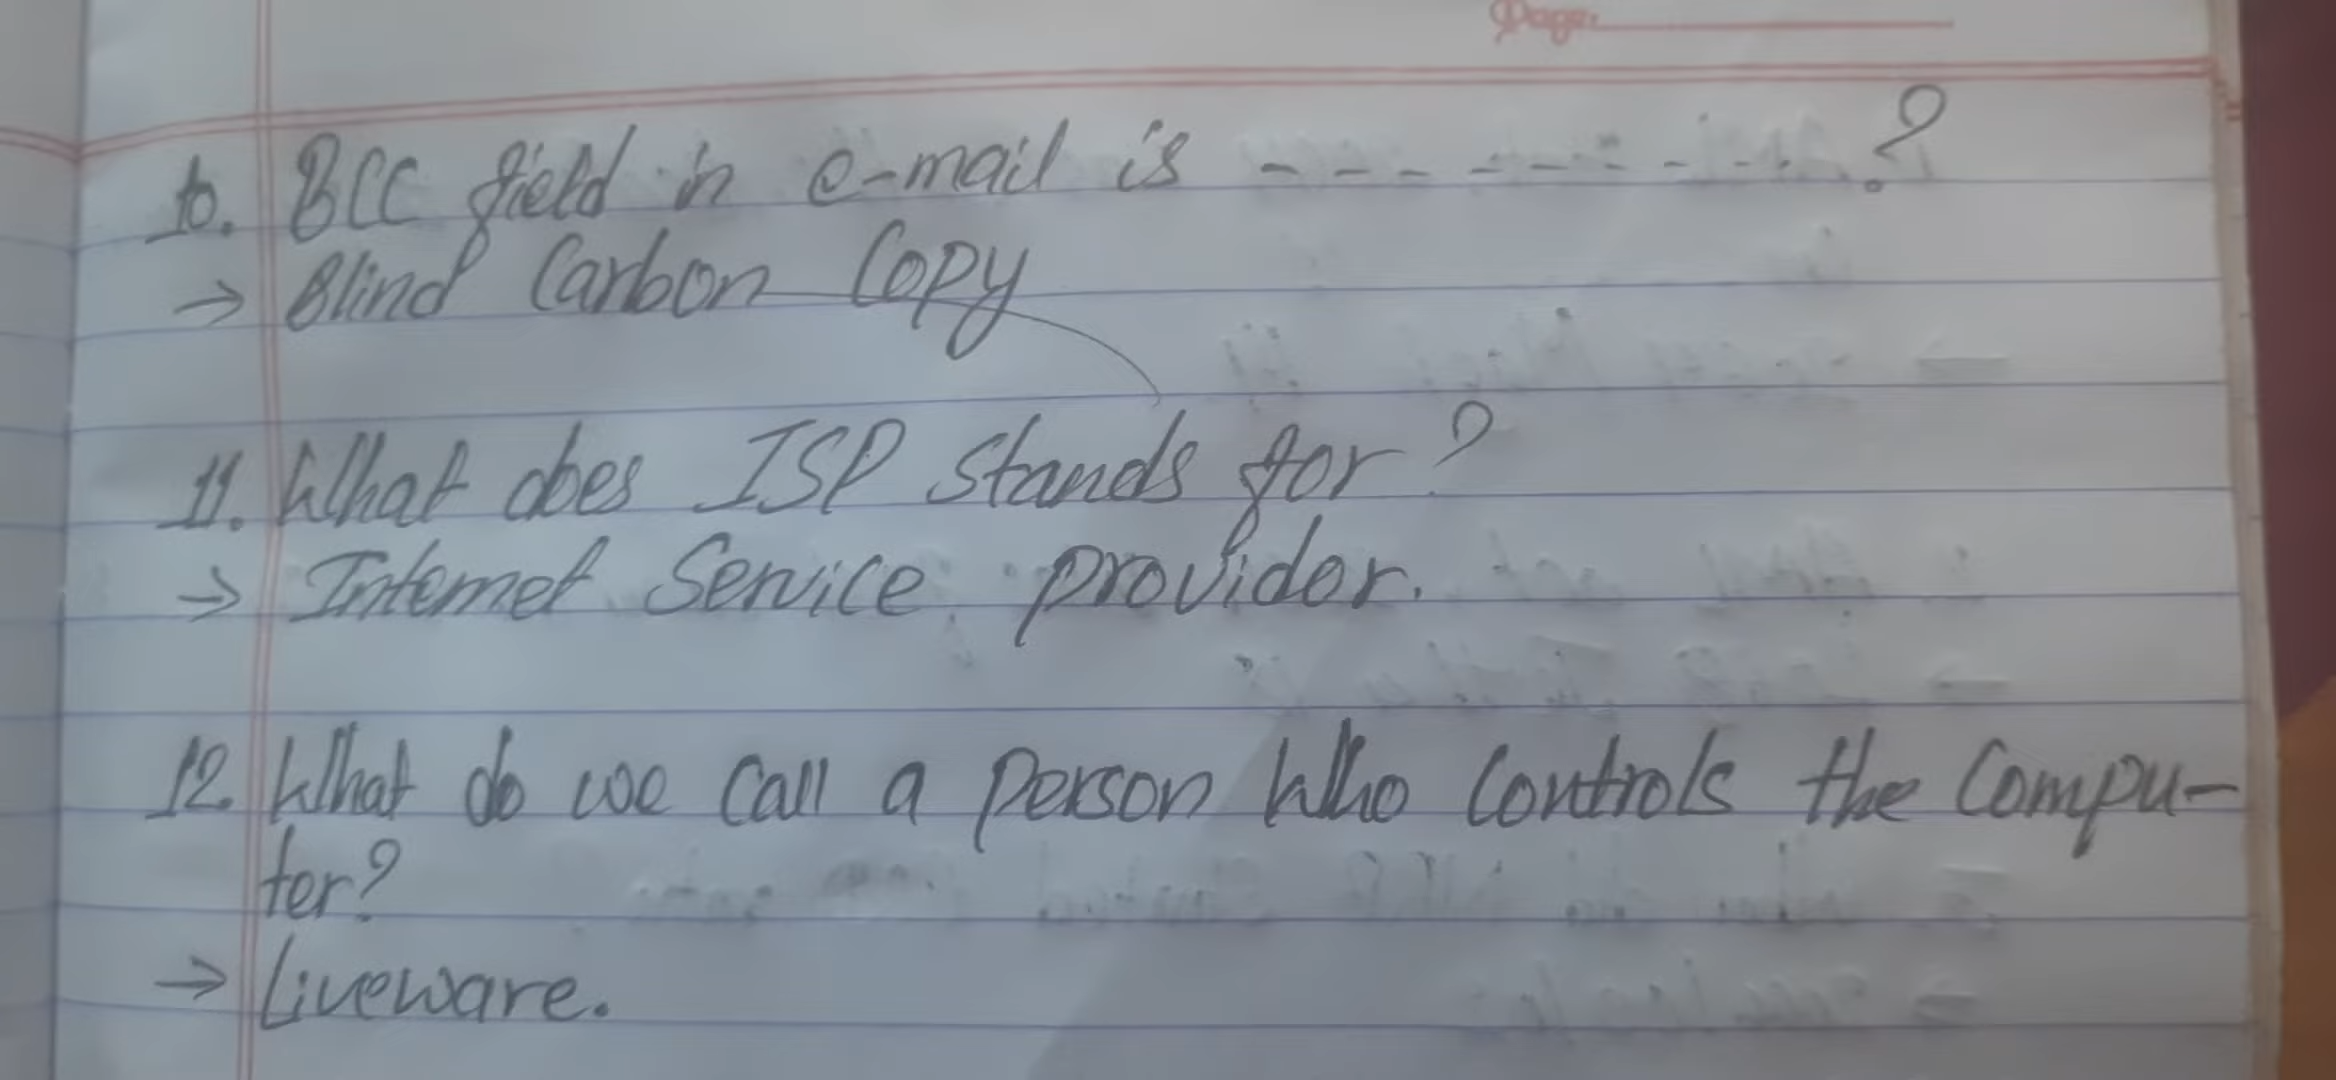 Page:
10. BCC field in e-mail is ----------.?
→ Blind Carbon Copy
11. What does ISP stands for?
→ Internet Service provider.
12. What do we call a person who controls the compu-
ter?
→ Liveware.